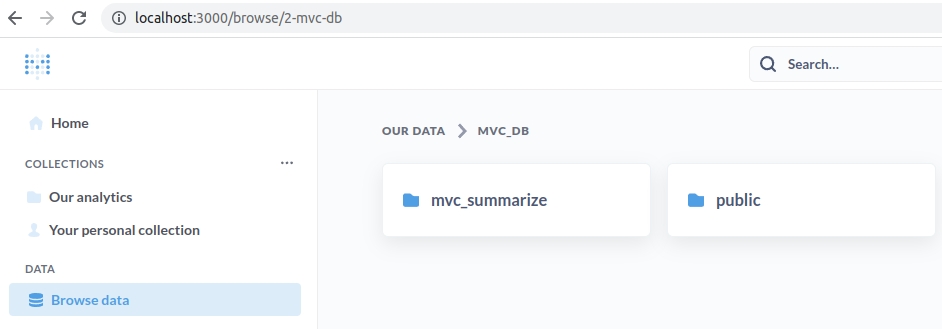 localhost:3000/browse/2-mvc-db
Search...
Home
COLLECTIONS
Our analytics
Your personal collection
DATA
Browse data
OUR DATA > MVC_DB
mvc_summarize
public